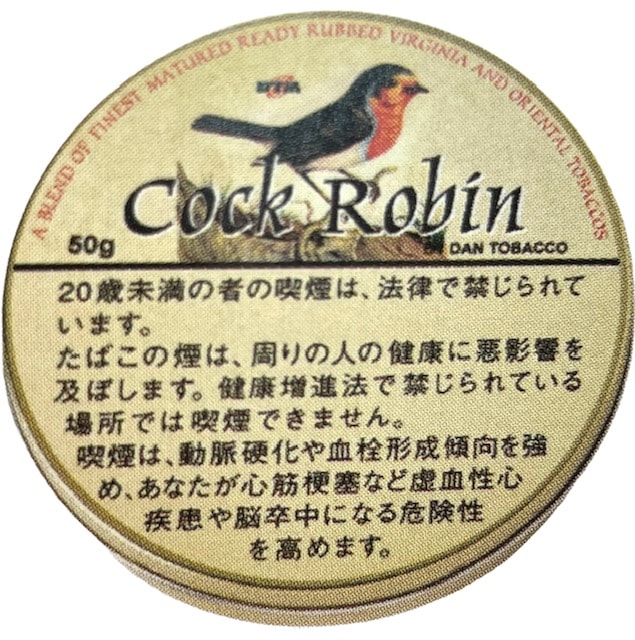 A BLEND OF FINEST MATURED READY RUBBED VIRGINIA AND ORIENTAL TOBACCOS
Cock Robin
50g
DAN TOBACCO
20歳未満の者の喫煙は、法律で禁じられて
います。
たばこの煙は、周りの人の健康に悪影響を
及ぼします。健康増進法で禁じられている
場所では喫煙できません。
喫煙は、動脈硬化や血栓形成傾向を強
め、あなたが心筋梗塞など虚血性心
疾患や脳卒中になる危険性
を高めます。